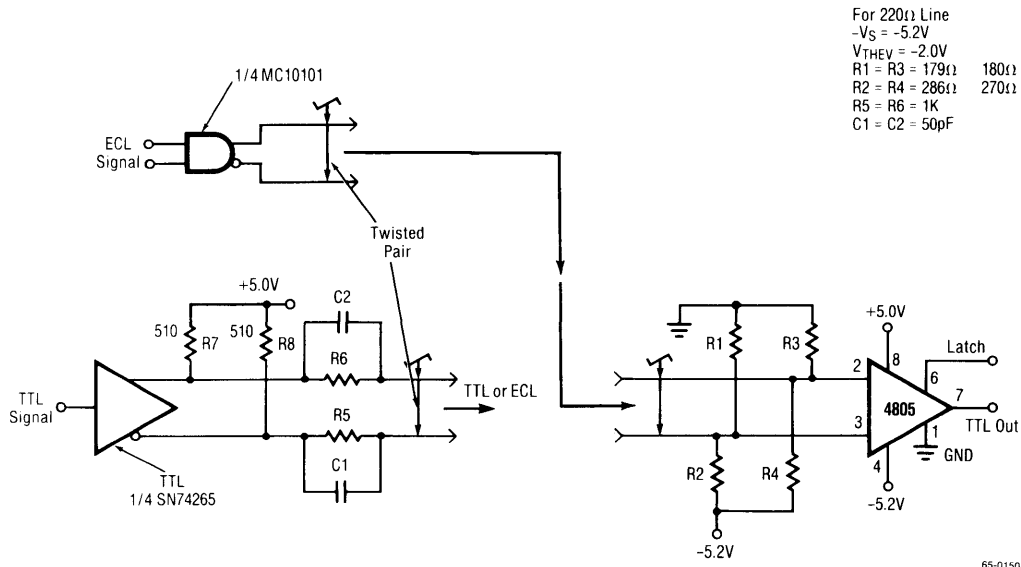 For 220Ω Line
-VS = -5.2V
VTHEV = -2.0V
R1 = R3 = 179Ω 180Ω
R2 = R4 = 286Ω 270Ω
R5 = R6 = 1K
C1 = C2 = 50pF
1/4 MC10101
ECL
Signal
Twisted
Pair
+5.0V
C2
510
R7
510
R8
R6
TTL
Signal
R5
C1
TTL
1/4 SN74265
TTL or ECL
R1
R3
+5.0V
8
Latch
2
6
4805
7
TTL Out
3
1
GND
4
R2
R4
-5.2V
-5.2V
65-0150